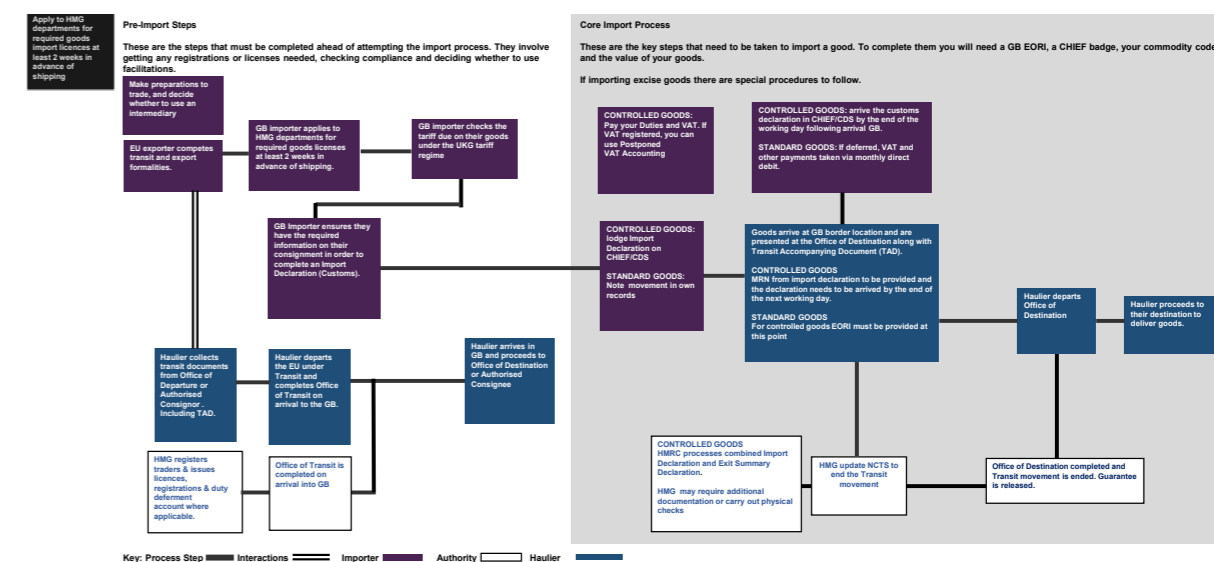 Apply to HMG
departments for
required goods
import licences at
least 2 weeks in
advance of
shipping
Pre-Import Steps
These are the steps that must be completed ahead of attempting the import process. They involve
getting any registrations or licenses needed, checking compliance and deciding whether to use
facilitations.
Make preparations to
trade, and decide
whether to use an
intermediary
EU exporter competes
transit and export
formalities.
GB importer applies to
HMG departments for
required goods licenses
at least 2 weeks in
advance of shipping.
GB importer checks the
tariff due on their goods
under the UKG tariff
regime
GB Importer ensures they
have the required
information on their
consignment in order to
complete an Import
Declaration (Customs).
Haulier collects
transit documents
from Office of
Departure or
Authorised
Consignor .
Including TAD.
Haulier departs
the EU under
Transit and
completes Office
of Transit on
arrival to the GB.
Haulier arrives in
GB and proceeds to
Office of Destination
or Authorised
Consignee
HMG registers
traders & issues
licences,
registrations & duty
deferment
account where
applicable.
Office of Transit is
completed on
arrival into GB
Core Import Process
These are the key steps that need to be taken to import a good. To complete them you will need a GB EORI, a CHIEF badge, your commodity code
and the value of your goods.
If importing excise goods there are special procedures to follow.
CONTROLLED GOODS:
Pay your Duties and VAT. If
VAT registered, you can
use Postponed
VAT Accounting
CONTROLLED GOODS: arrive the customs
declaration in CHIEF/CDS by the end of the
working day following arrival GB.
STANDARD GOODS: If deferred, VAT and
other payments taken via monthly direct
debit.
CONTROLLED GOODS:
lodge Import
Declaration on
CHIEF/CDS
STANDARD GOODS:
Note movement in own
records
Goods arrive at GB border location and are
presented at the Office of Destination along with
Transit Accompanying Document (TAD).
CONTROLLED GOODS
MRN from import declaration to be provided and
the declaration needs to be arrived by the end of
the next working day.
STANDARD GOODS
For controlled goods EORI must be provided at
this point
Haulier departs
Office of
Destination
Haulier proceeds to
their destination to
deliver goods.
CONTROLLED GOODS
HMRC processes combined Import
Declaration and Exit Summary
Declaration.
HMG may require additional
documentation or carry out physical
checks
HMG update NCTS to
end the Transit
movement
Office of Destination completed and
Transit movement is ended. Guarantee
is released.
Key: Process Step Interactions Importer Authority Haulier